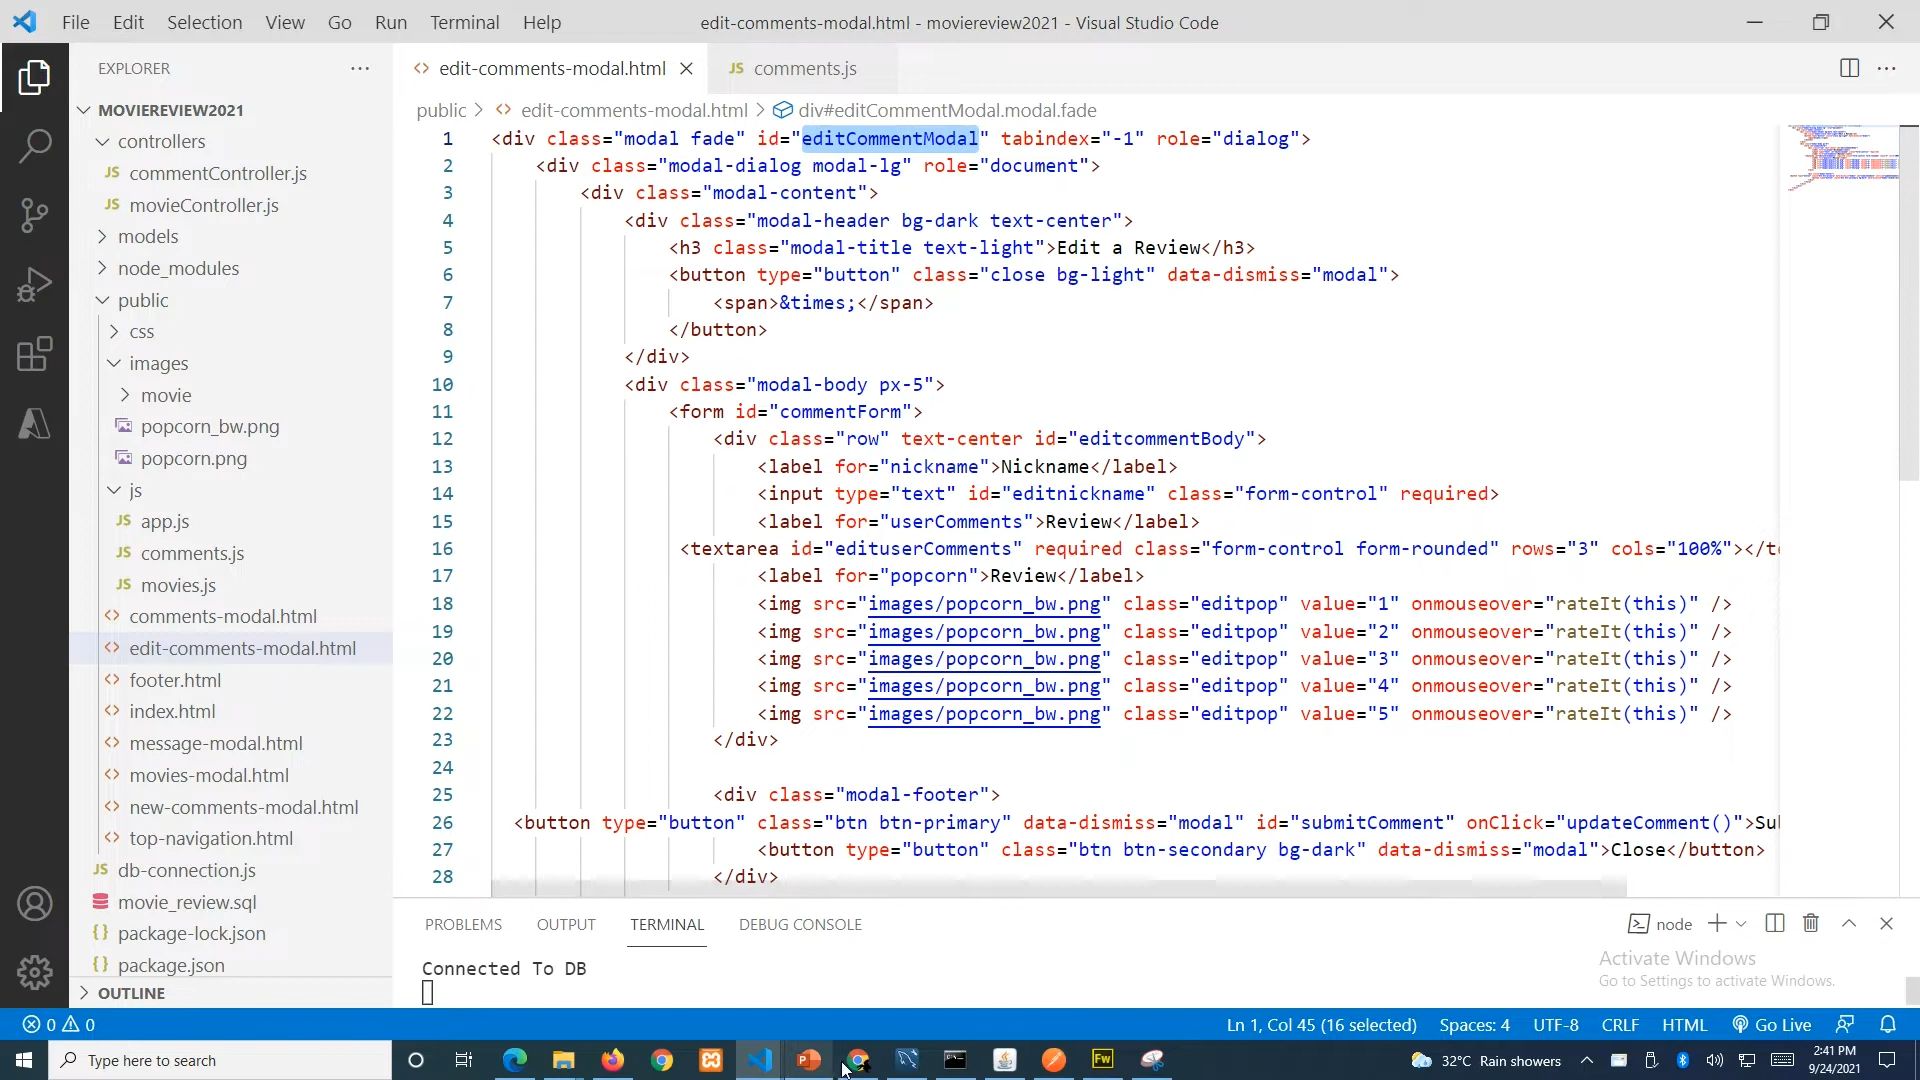 File Edit Selection View Go Run Terminal Help
edit-comments-modal.html - moviereview2021 - Visual Studio Code
EXPLORER
MOVIEREVIEW2021
controllers
JS commentController.js
JS movieController.js
models
node_modules
public
css
images
movie
popcorn_bw.png
popcorn.png
js
JS app.js
JS comments.js
JS movies.js
<> comments-modal.html
<> edit-comments-modal.html
<> footer.html
<> index.html
<> message-modal.html
<> movies-modal.html
<> new-comments-modal.html
<> top-navigation.html
JS db-connection.js
movie_review.sql
{} package-lock.json
{} package.json
OUTLINE
<> edit-comments-modal.html
JS comments.js
public > <> edit-comments-modal.html > div#editCommentModal.modal.fade
1 <div class="modal fade" id="editCommentModal" tabindex="-1" role="dialog">
2 <div class="modal-dialog modal-lg" role="document">
3 <div class="modal-content">
4 <div class="modal-header bg-dark text-center">
5 <h3 class="modal-title text-light">Edit a Review</h3>
6 <button type="button" class="close bg-light" data-dismiss="modal">
7 <span>&times;</span>
8 </button>
9 </div>
10 <div class="modal-body px-5">
11 <form id="commentForm">
12 <div class="row" text-center id="editcommentBody">
13 <label for="nickname">Nickname</label>
14 <input type="text" id="editnickname" class="form-control" required>
15 <label for="userComments">Review</label>
16 <textarea id="edituserComments" required class="form-control form-rounded" rows="3" cols="100%"></te
17 <label for="popcorn">Review</label>
18 <img src="images/popcorn_bw.png" class="editpop" value="1" onmouseover="rateIt(this)" />
19 <img src="images/popcorn_bw.png" class="editpop" value="2" onmouseover="rateIt(this)" />
20 <img src="images/popcorn_bw.png" class="editpop" value="3" onmouseover="rateIt(this)" />
21 <img src="images/popcorn_bw.png" class="editpop" value="4" onmouseover="rateIt(this)" />
22 <img src="images/popcorn_bw.png" class="editpop" value="5" onmouseover="rateIt(this)" />
23 </div>
24
25 <div class="modal-footer">
26 <button type="button" class="btn btn-primary" data-dismiss="modal" id="submitComment" onClick="updateComment()">Su
27 <button type="button" class="btn btn-secondary bg-dark" data-dismiss="modal">Close</button>
28 </div>
PROBLEMS OUTPUT TERMINAL DEBUG CONSOLE
node
Connected To DB
Activate Windows
Go to Settings to activate Windows.
0 0
Ln 1, Col 45 (16 selected) Spaces: 4 UTF-8 CRLF HTML Go Live
Type here to search
Fw
32°C Rain showers
2:41 PM
9/24/2021